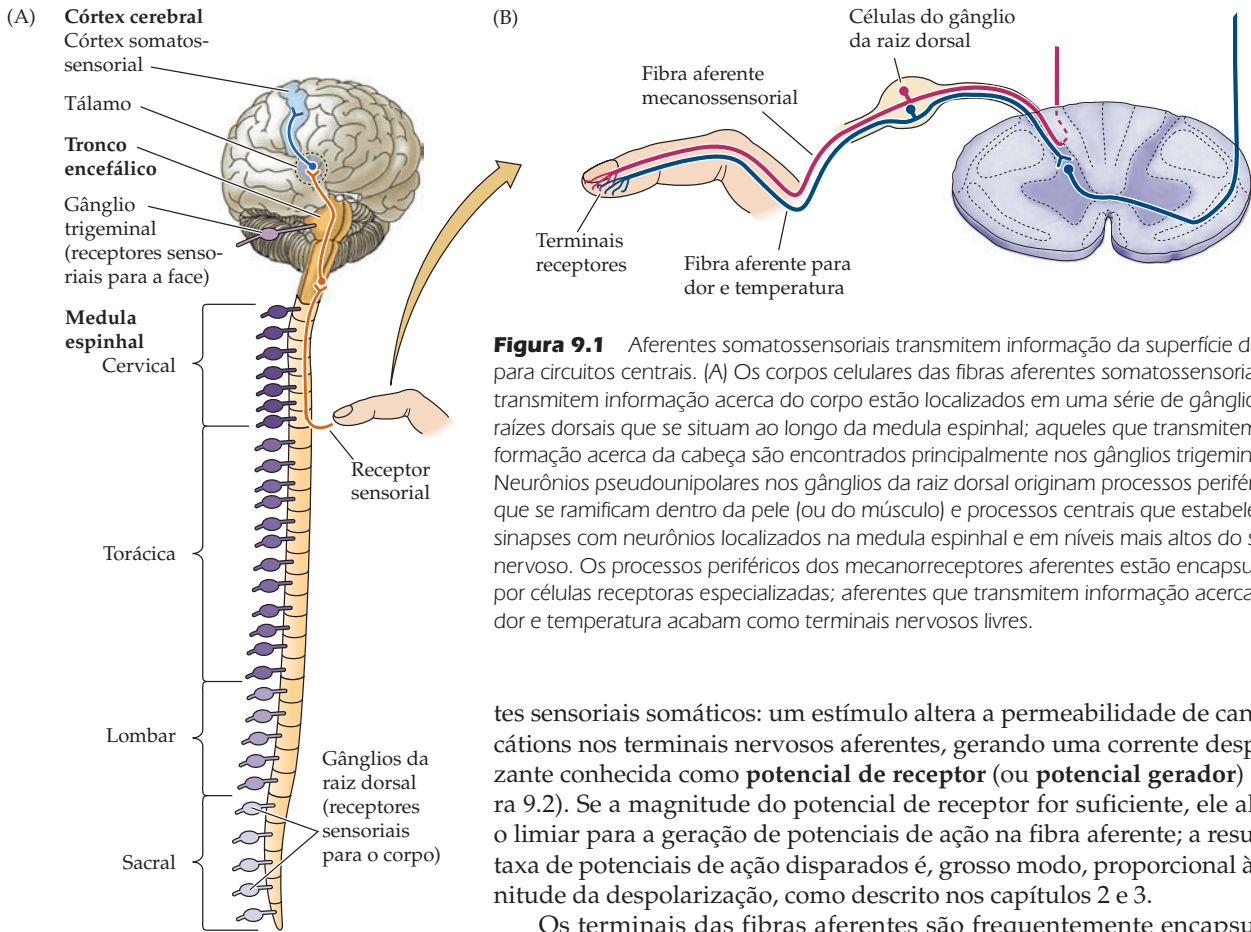 (A)
Córtex cerebral
Córtex somatos-
sensorial
Tálamo
Tronco
encefálico
Gânglio
trigeminal
(receptores senso-
riais para a face)
Medula
espinhal
Cervical
Torácica
Lombar
Sacral
Receptor
sensorial
Gânglios da
raiz dorsal
(receptores
sensoriais
para o corpo)
(B)
Células do gânglio
da raiz dorsal
Fibra aferente
mecanossensorial
Terminais
receptores
Fibra aferente para
dor e temperatura
Figura 9.1 Aferentes somatossensoriais transmitem informação da superfície d
para circuitos centrais. (A) Os corpos celulares das fibras aferentes somatossensoria
transmitem informação acerca do corpo estão localizados em uma série de gânglio
raízes dorsais que se situam ao longo da medula espinhal; aqueles que transmitem
formação acerca da cabeça são encontrados principalmente nos gânglios trigemin
Neurônios pseudounipolares nos gânglios da raiz dorsal originam processos perifér
que se ramificam dentro da pele (ou do músculo) e processos centrais que estabele
sinapses com neurônios localizados na medula espinhal e em níveis mais altos do s
nervoso. Os processos periféricos dos mecanorreceptores aferentes estão encapsu
por células receptoras especializadas; aferentes que transmitem informação acerca
dor e temperatura acabam como terminais nervosos livres.
tes sensoriais somáticos: um estímulo altera a permeabilidade de can
cátions nos terminais nervosos aferentes, gerando uma corrente desp
zante conhecida como potencial de receptor (ou potencial gerador)
ra 9.2). Se a magnitude do potencial de receptor for suficiente, ele al
o limiar para a geração de potenciais de ação na fibra aferente; a resu
taxa de potenciais de ação disparados é, grosso modo, proporcional à
nitude da despolarização, como descrito nos capítulos 2 e 3.
Os terminais das fibras aferentes são frequentemente encapsu